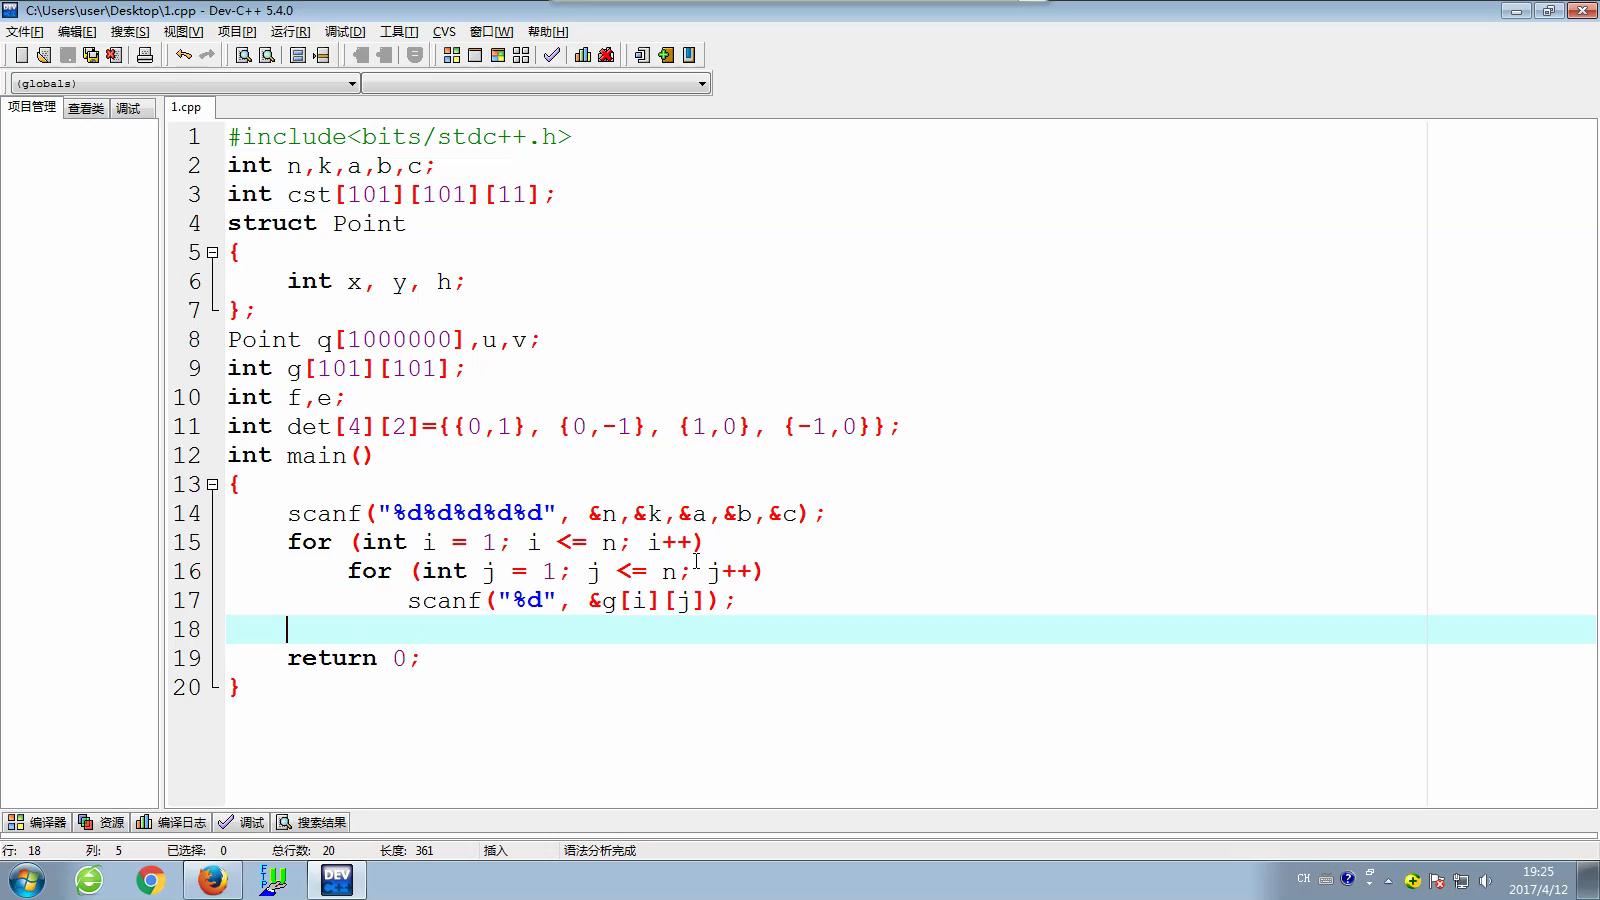 C:\Users\user\Desktop\1.cpp - Dev-C++ 5.4.0
文件[F] 编辑[E] 搜索[S] 视图[V] 项目[P] 运行[R] 调试[D] 工具[T] CVS 窗口[W] 帮助[H]
(globals)
项目管理 查看类 调试 1.cpp
1 #include<bits/stdc++.h>
2 int n,k,a,b,c;
3 int cst[101][101][11];
4 struct Point
5 {
6 int x, y, h;
7 };
8 Point q[1000000],u,v;
9 int g[101][101];
10 int f,e;
11 int det[4][2]={{0,1}, {0,-1}, {1,0}, {-1,0}};
12 int main()
13 {
14 scanf("%d%d%d%d%d", &n,&k,&a,&b,&c);
15 for (int i = 1; i <= n; i++)
16 for (int j = 1; j <= n; j++)
17 scanf("%d", &g[i][j]);
18
19 return 0;
20 }
编译器 资源 编译日志 调试 搜索结果
行: 18 列: 5 已选择: 0 总行数: 20 长度: 361 插入 语法分析完成
FTP DEV C++ CH 19:25
2017/4/12